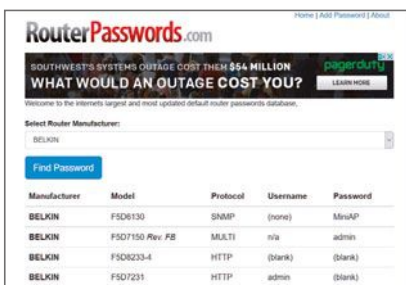 Home | Add Password | About
RouterPasswords.com
SOUTHWEST'S SYSTEMS OUTAGE COST THEM $54 MILLION
WHAT WOULD AN OUTAGE COST YOU?
pagerduty
LEARN MORE
Welcome to the internets largest and most updated default router passwords database,
Select Router Manufacturer:
BELKIN
Find Password
Manufacturer Model Protocol Username Password
BELKIN F5D6130 SNMP (none) MiniAP
BELKIN F5D7150 Rev. FB MULTI n/a admin
BELKIN F5D8233-4 HTTP (blank) (blank)
BELKIN F5D7231 HTTP admin (blank)